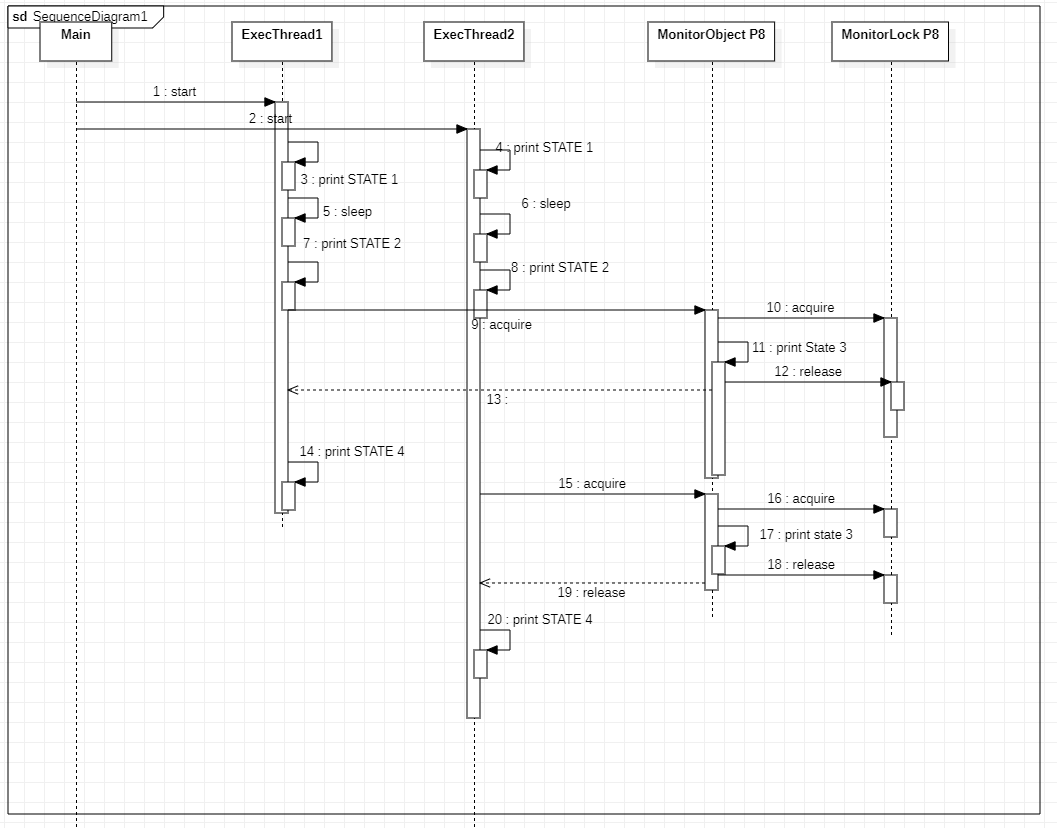 sd SequenceDiagram1
Main
ExecThread1
ExecThread2
MonitorObject P8
MonitorLock P8
1 : start
2 : start
4 : print STATE 1
3 : print STATE 1
6 : sleep
5 : sleep
7 : print STATE 2
8 : print STATE 2
10 : acquire
9 : acquire
11 : print State 3
12 : release
13 :
14 : print STATE 4
15 : acquire
16 : acquire
17 : print state 3
18 : release
19 : release
20 : print STATE 4